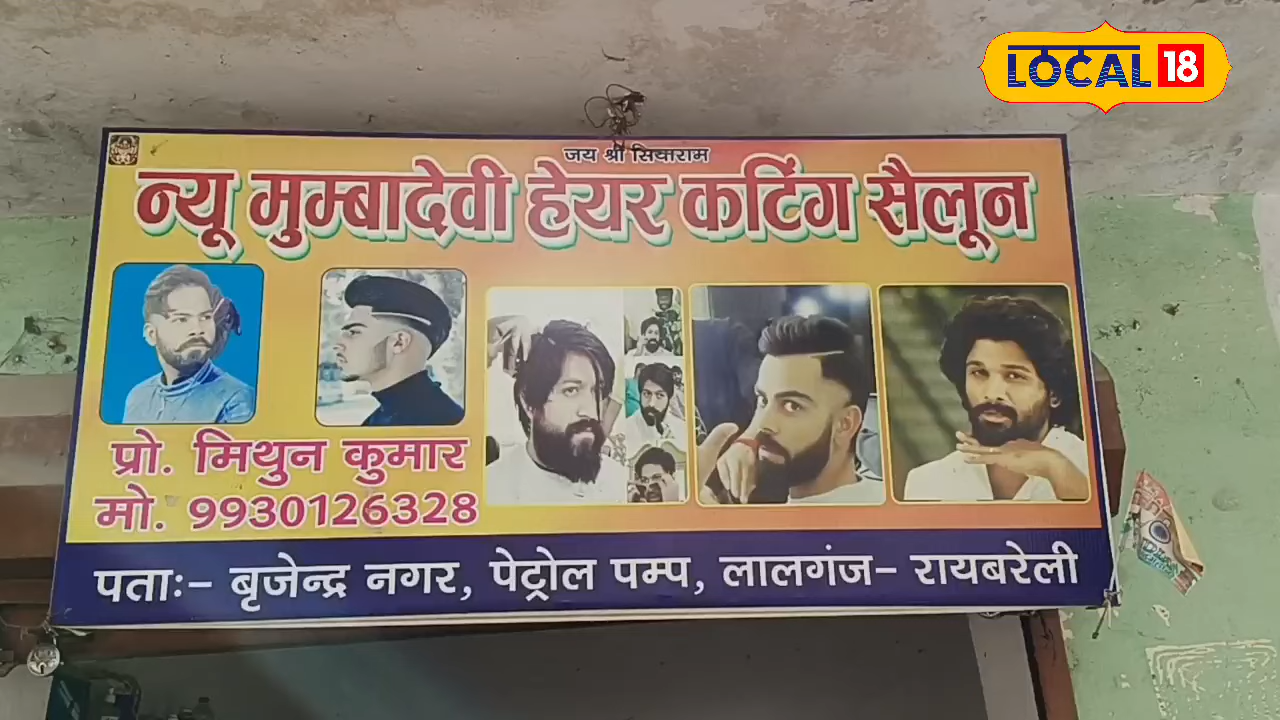 LOCAL 18
जय श्री सियाराम
न्यू मुम्बादेवी हेयर कटिंग सैलून
प्रो. मिथुन कुमार
मो. 9930126328
पताः– बृजेन्द्र नगर, पेट्रोल पम्प, लालगंज– रायबरेली